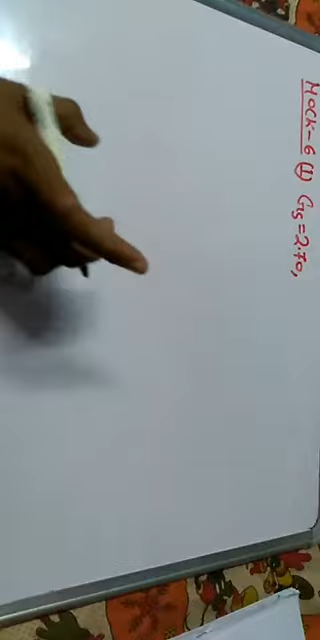 Mock-6 (1) Gs = 2.70,